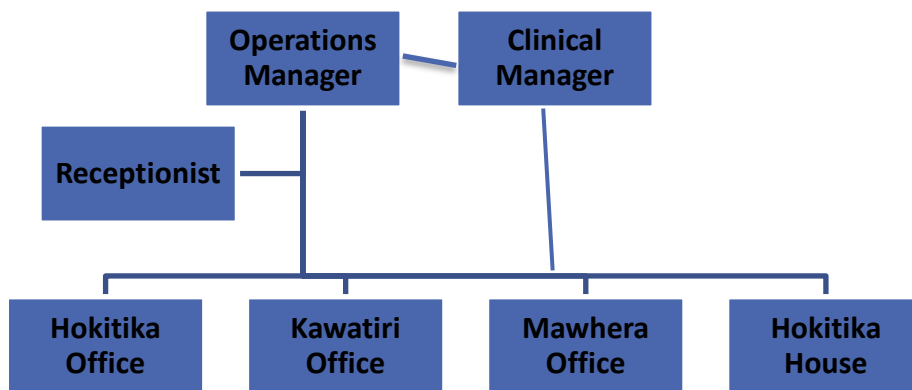 Operations
Manager
Clinical
Manager
Receptionist
Hokitika
Office
Kawatiri
Office
Mawhera
Office
Hokitika
House